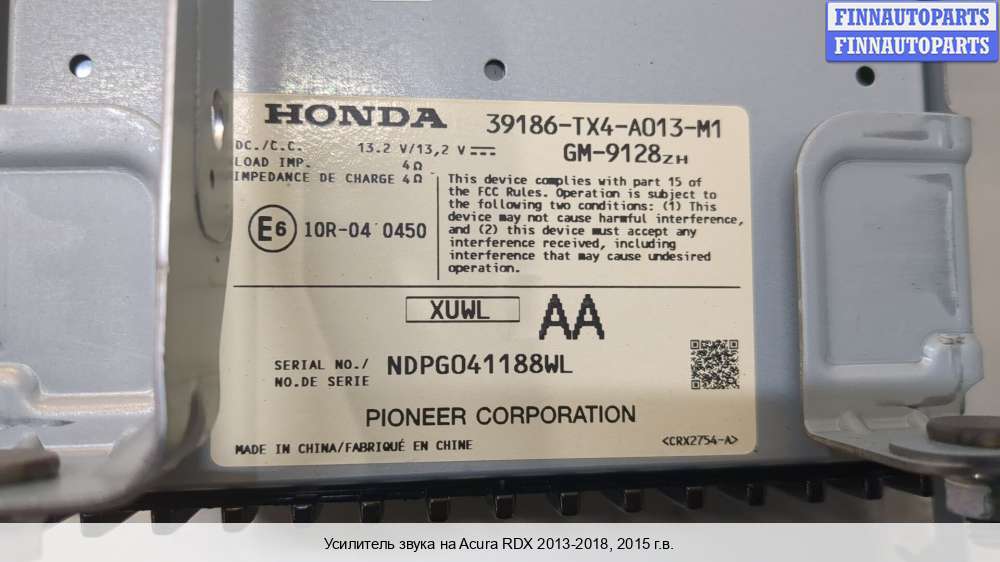 FINNAUTOPARTS
FINNAUTOPARTS
HONDA
39186-TX4-A013-M1
GM-9128ZH
DC./C.C. 13.2 V/13,2 V
LOAD IMP. 4Ω
IMPEDANCE DE CHARGE 4Ω
This device complies with part 15 of
the FCC Rules. Operation is subject to
the following two conditions: (1) This
device may not cause harmful interference,
and (2) this device must accept any
interference received, including
interference that may cause undesired
operation.
E6 10R-04 0450
XUWL AA
SERIAL NO./
NO.DE SERIE
NDPG041188WL
PIONEER CORPORATION
MADE IN CHINA/FABRIQUÉ EN CHINE
<CRX2754-A>
Усилитель звука на Acura RDX 2013-2018, 2015 г.в.